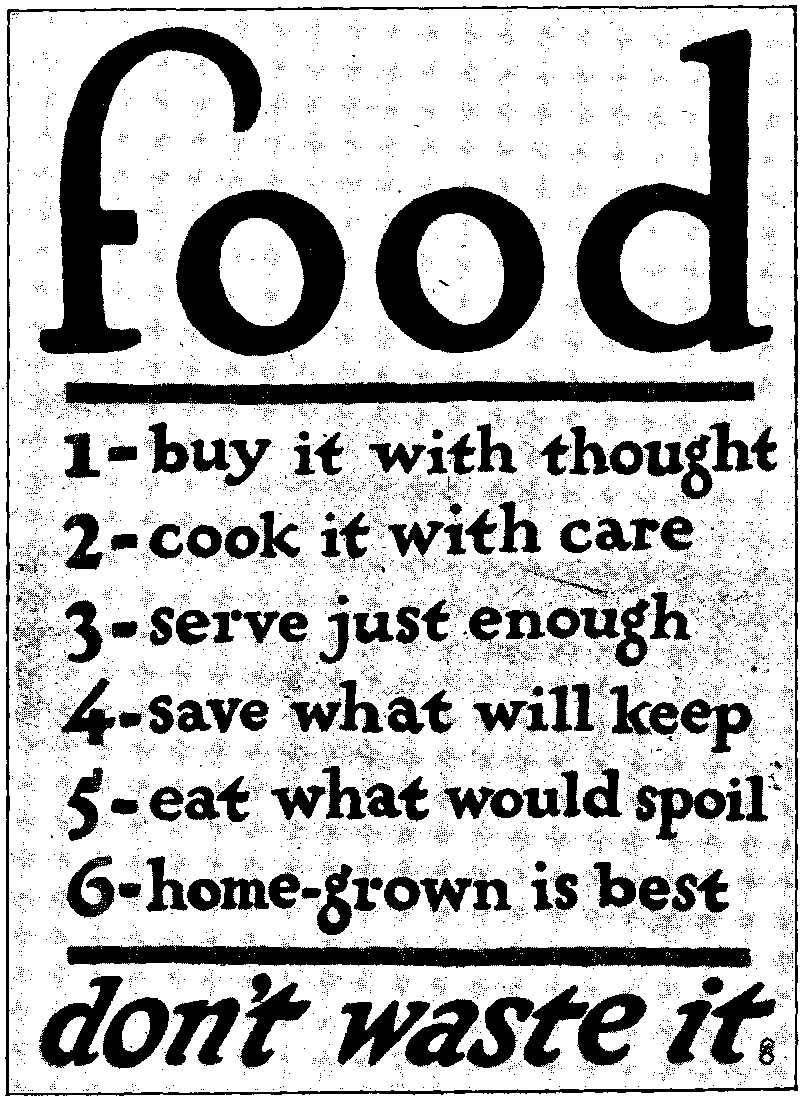 food
1-buy it with thought
2-cook it with care
3-serve just enough
4-save what will keep
5-eat what would spoil
6-home-grown is best
don't waste it